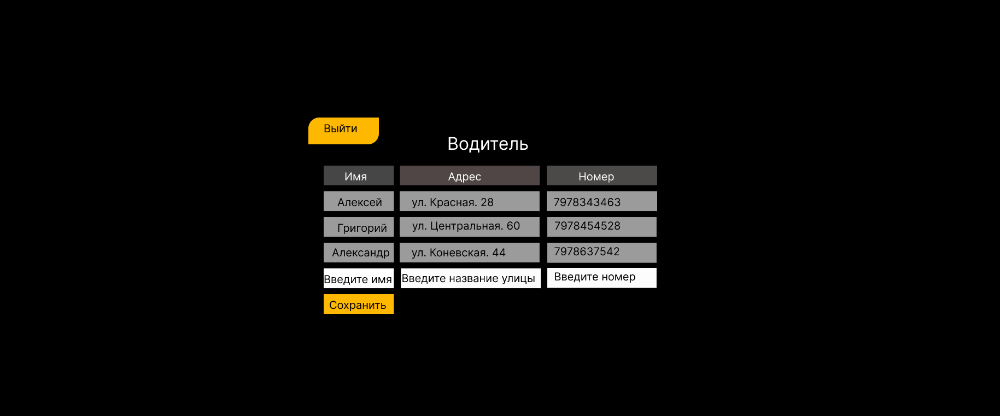 Выйти
Водитель
Имя Адрес Номер
Алексей ул. Красная. 28 7978343463
Григорий ул. Центральная. 60 7978454528
Александр ул. Коневская. 44 7978637542
Введите имя Введите название улицы Введите номер
Сохранить